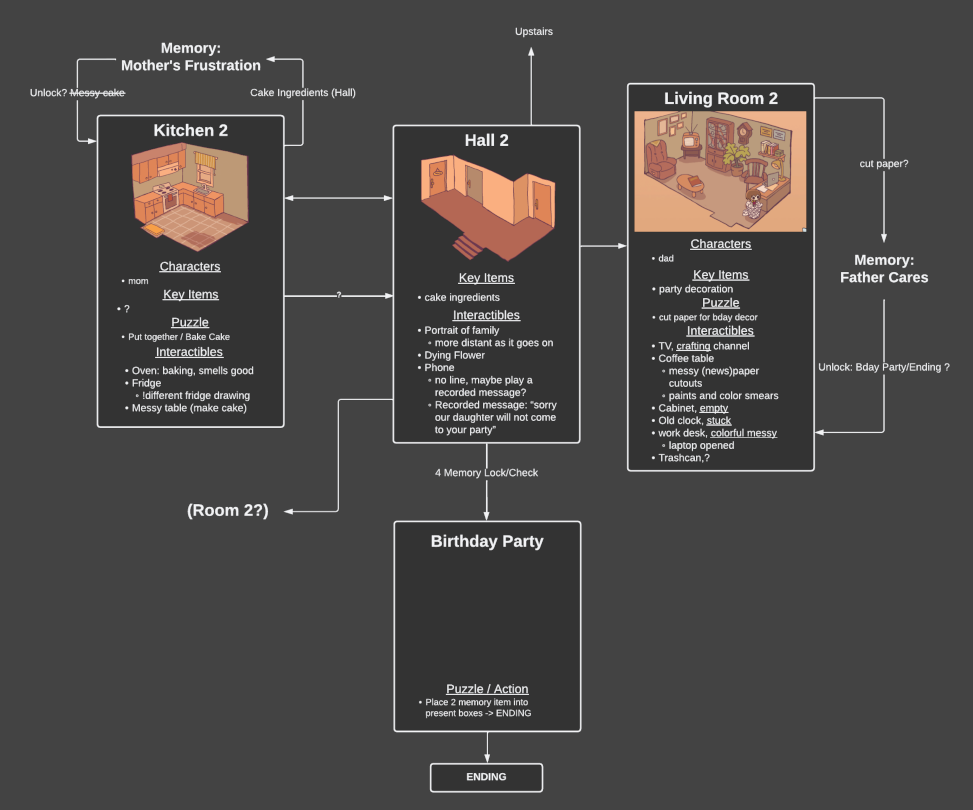 Upstairs
Memory:
Mother's Frustration
Unlock? Messy cake
Cake Ingredients (Hall)
Kitchen 2
Characters
• mom
Key Items
• ?
Puzzle
• Put together / Bake Cake
Interactibles
• Oven: baking, smells good
• Fridge
◦ !different fridge drawing
• Messy table (make cake)
?
Hall 2
Key Items
• cake ingredients
Interactibles
• Portrait of family
◦ more distant as it goes on
• Dying Flower
• Phone
◦ no line, maybe play a
recorded message?
◦ Recorded message: "sorry
our daughter will not come
to your party"
Living Room 2
Characters
• dad
Key Items
• party decoration
Puzzle
• cut paper for bday decor
Interactibles
• TV, crafting channel
• Coffee table
◦ messy (news)paper
cutouts
◦ paints and color smears
• Cabinet, empty
• Old clock, stuck
• work desk, colorful messy
◦ laptop opened
• Trashcan,?
cut paper?
Memory:
Father Cares
Unlock: Bday Party/Ending ?
4 Memory Lock/Check
(Room 2?)
Birthday Party
Puzzle / Action
• Place 2 memory item into
present boxes -> ENDING
ENDING